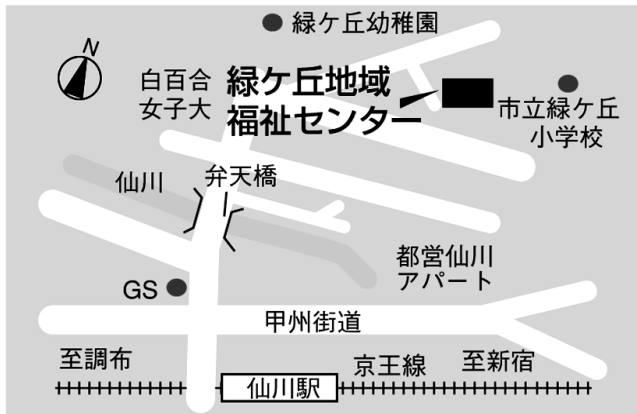 緑ケ丘幼稚園
N
白百合
女子大
緑ケ丘地域
福祉センター
市立緑ケ丘
小学校
仙川
弁天橋
都営仙川
アパート
GS
甲州街道
至調布
京王線
至新宿
仙川駅